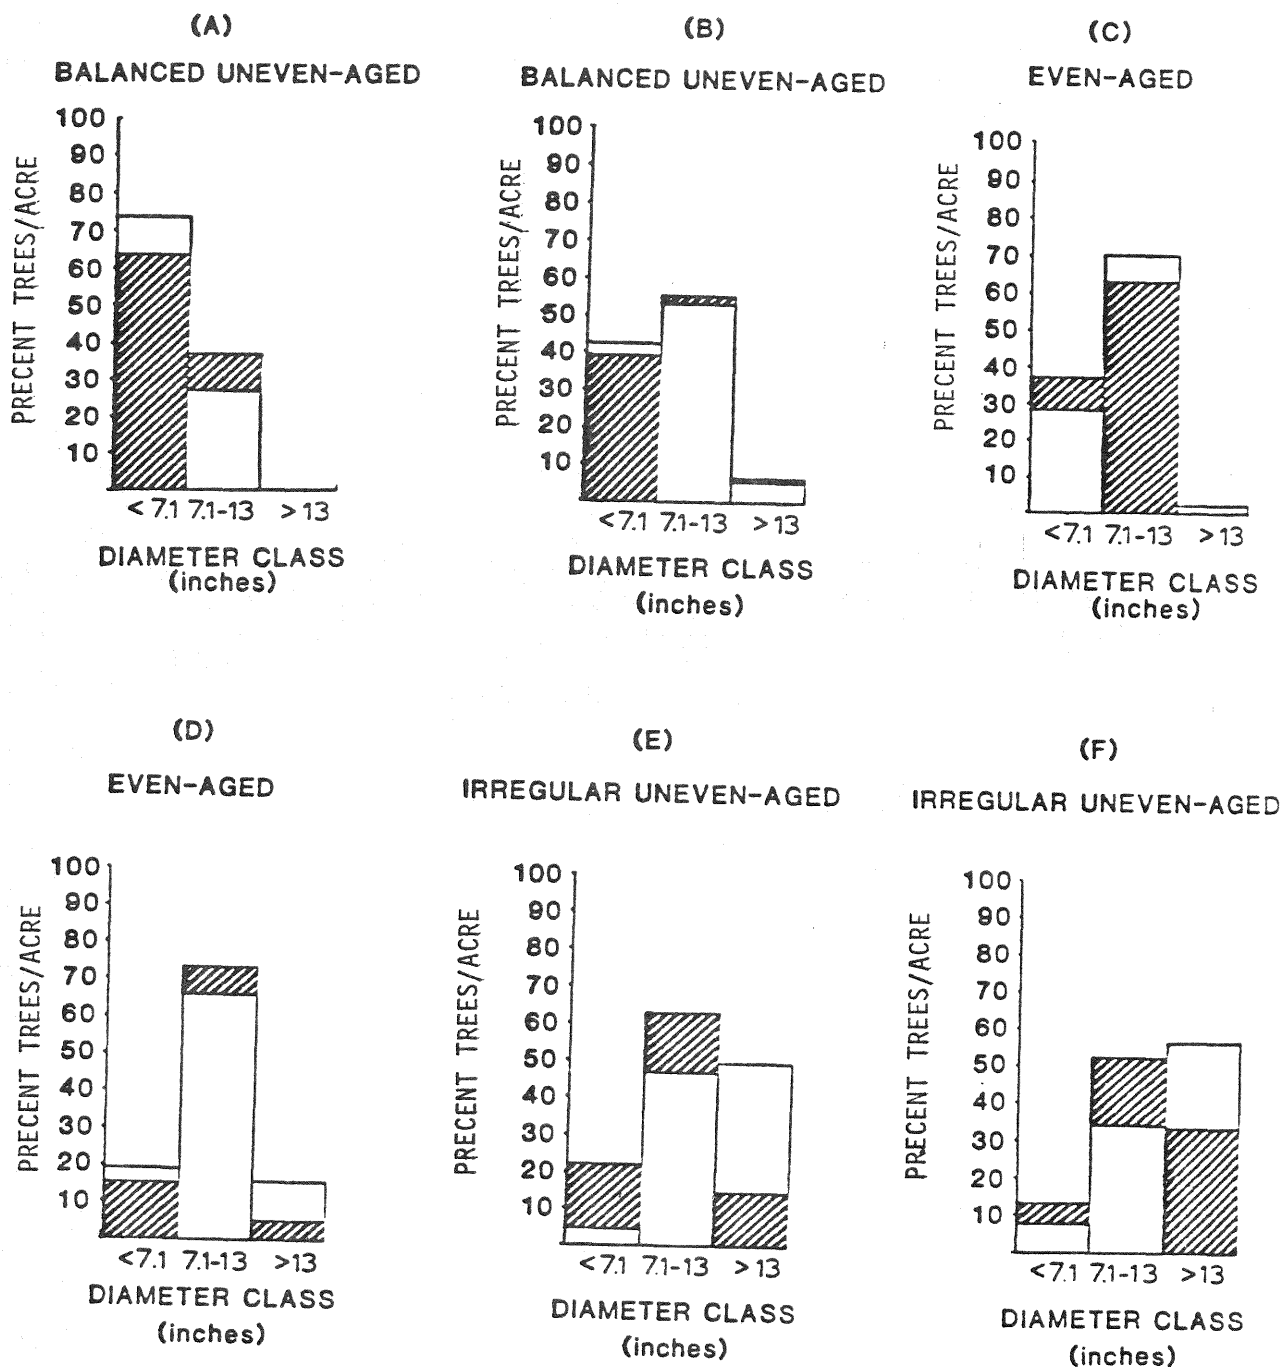 (A)
BALANCED UNEVEN-AGED
PRECENT TREES/ACRE
100
90
80
70
60
50
40
30
20
10
<7.1 7.1-13 >13
DIAMETER CLASS
(inches)
(B)
BALANCED UNEVEN-AGED
PRECENT TREES/ACRE
100
90
80
70
60
50
40
30
20
10
<7.1 7.1-13 >13
DIAMETER CLASS
(inches)
(C)
EVEN-AGED
PRECENT TREES/ACRE
100
90
80
70
60
50
40
30
20
10
<7.1 7.1-13 >13
DIAMETER CLASS
(inches)
(D)
EVEN-AGED
PRECENT TREES/ACRE
100
90
80
70
60
50
40
30
20
10
<7.1 7.1-13 >13
DIAMETER CLASS
(inches)
(E)
IRREGULAR UNEVEN-AGED
PRECENT TREES/ACRE
100
90
80
70
60
50
40
30
20
10
<7.1 7.1-13 >13
DIAMETER CLASS
(inches)
(F)
IRREGULAR UNEVEN-AGED
PRECENT TREES/ACRE
100
90
80
70
60
50
40
30
20
10
<7.1 7.1-13 >13
DIAMETER CLASS
(inches)